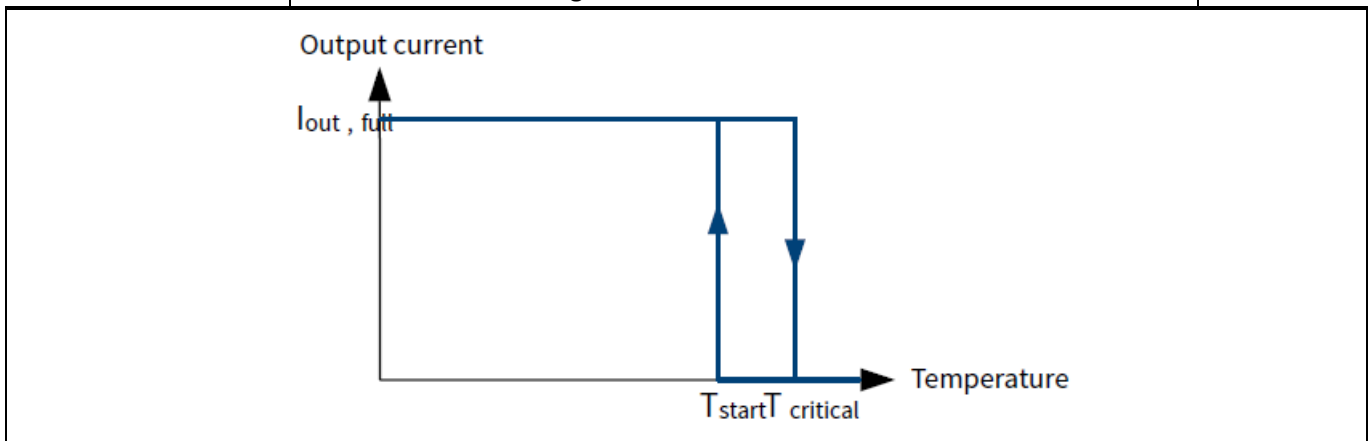 Output current
Iout , full
Temperature
TstartT critical